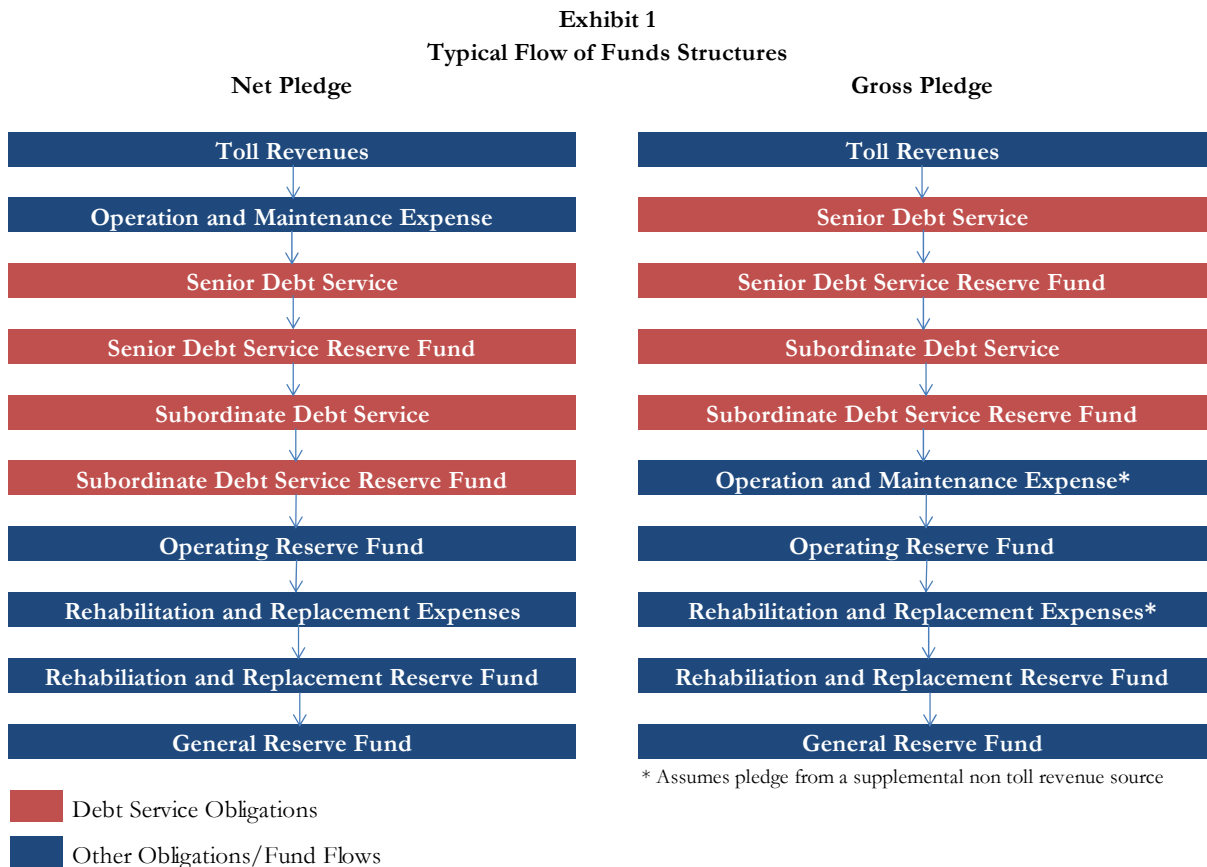 Exhibit 1
Typical Flow of Funds Structures
Net Pledge
Toll Revenues
Operation and Maintenance Expense
Senior Debt Service
Senior Debt Service Reserve Fund
Subordinate Debt Service
Subordinate Debt Service Reserve Fund
Operating Reserve Fund
Rehabilitation and Replacement Expenses
Rehabiliation and Replacement Reserve Fund
General Reserve Fund
Gross Pledge
Toll Revenues
Senior Debt Service
Senior Debt Service Reserve Fund
Subordinate Debt Service
Subordinate Debt Service Reserve Fund
Operation and Maintenance Expense*
Operating Reserve Fund
Rehabilitation and Replacement Expenses*
Rehabiliation and Replacement Reserve Fund
General Reserve Fund
* Assumes pledge from a supplemental non toll revenue source
Debt Service Obligations
Other Obligations/Fund Flows